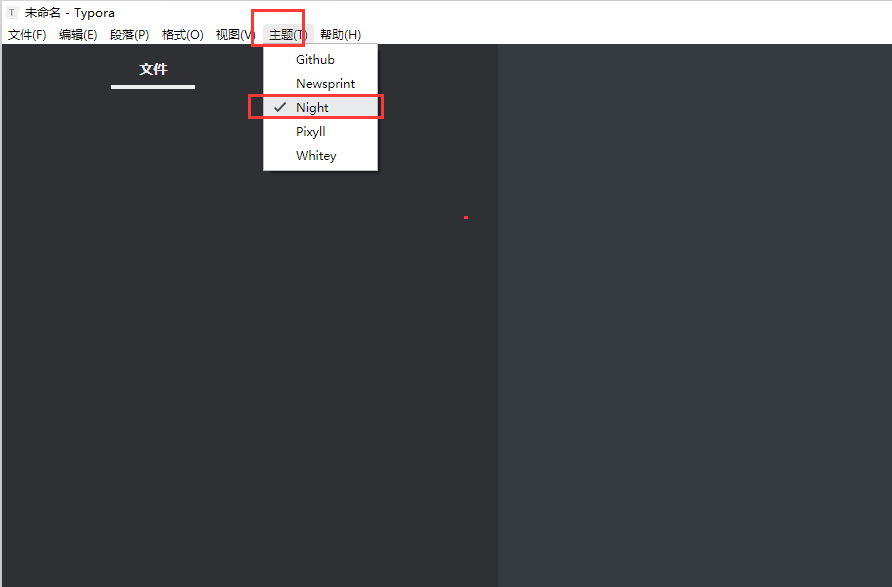 T 未命名 - Typora
文件(F) 编辑(E) 段落(P) 格式(O) 视图(V) 主题(T) 帮助(H)
文件
Github
Newsprint
Night
Pixyll
Whitey